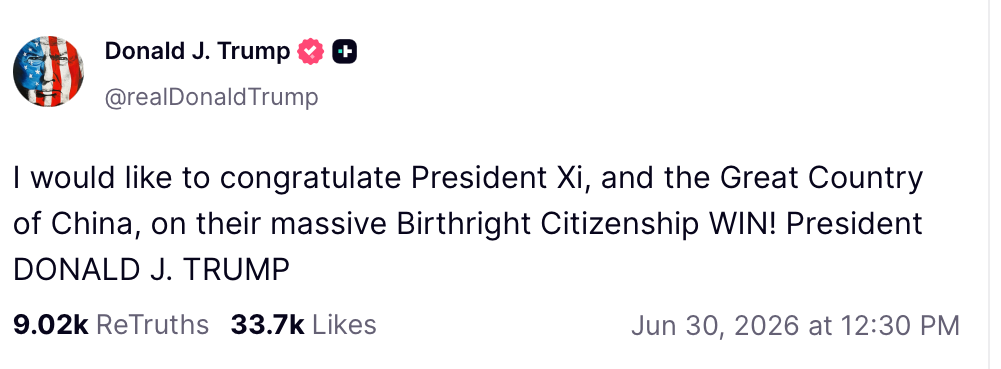 Donald J. Trump
@realDonaldTrump
I would like to congratulate President Xi, and the Great Country
of China, on their massive Birthright Citizenship WIN! President
DONALD J. TRUMP
9.02k ReTruths 33.7k Likes Jun 30, 2026 at 12:30 PM